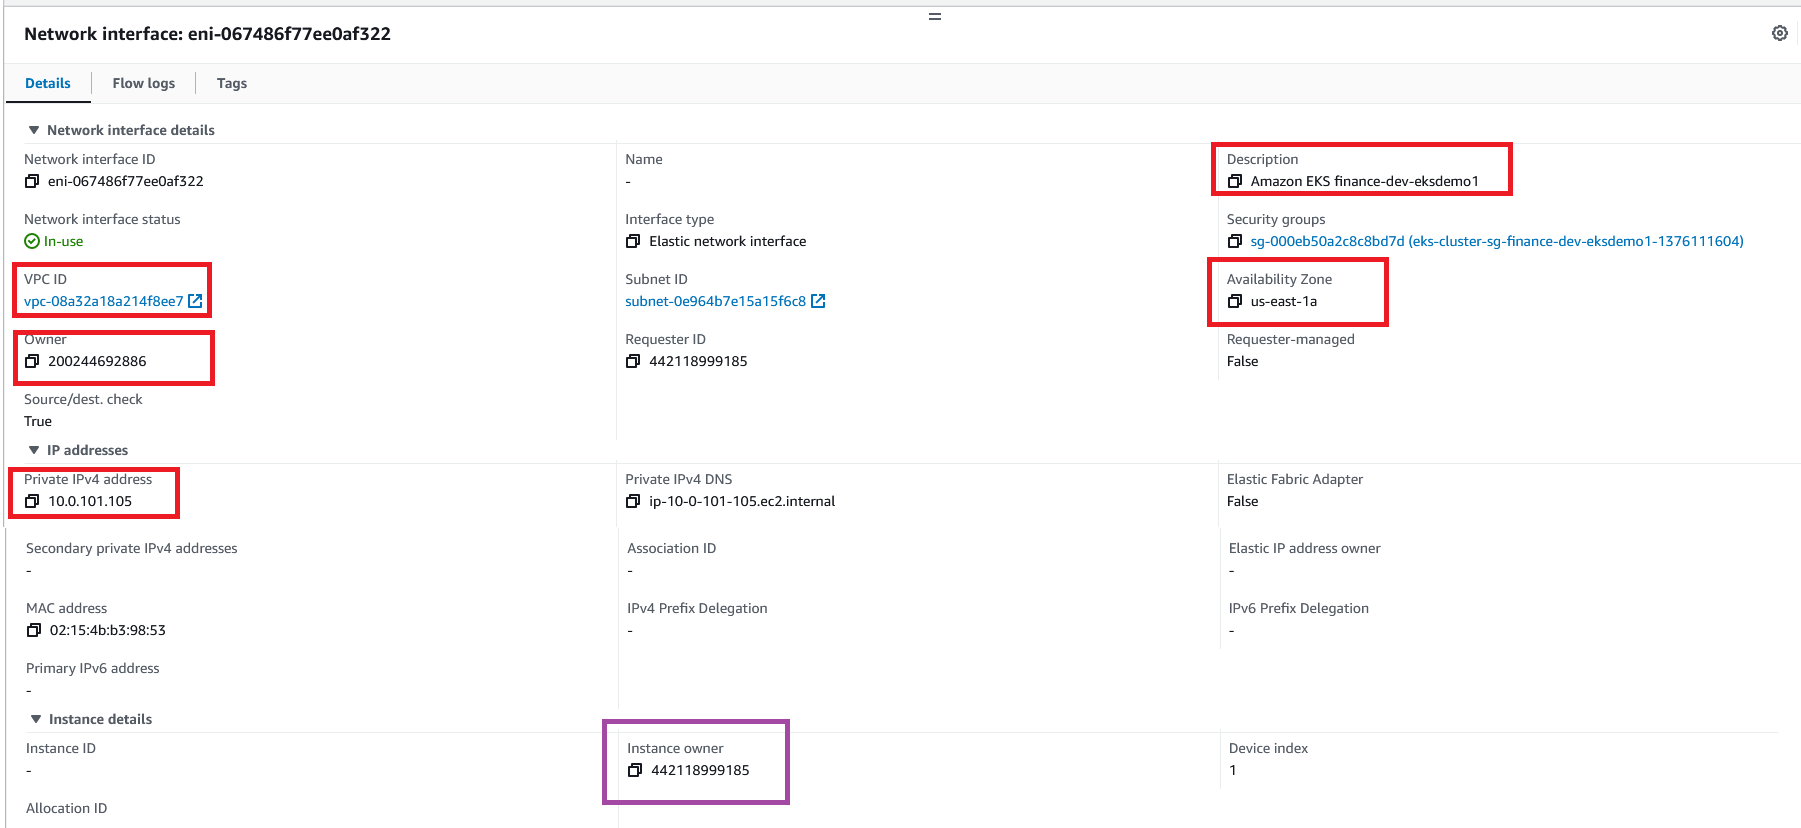 Network interface: eni-067486f77ee0af322
Details
Flow logs
Tags
Network interface details
Network interface ID
eni-067486f77ee0af322
Name
-
Description
Amazon EKS finance-dev-eksdemo1
Network interface status
In-use
Interface type
Elastic network interface
Security groups
sg-000eb50a2c8c8bd7d (eks-cluster-sg-finance-dev-eksdemo1-1376111604)
VPC ID
vpc-08a32a18a214f8ee7
Subnet ID
subnet-0e964b7e15a15f6c8
Availability Zone
us-east-1a
Owner
200244692886
Requester ID
442118999185
Requester-managed
False
Source/dest. check
True
IP addresses
Private IPv4 address
10.0.101.105
Private IPv4 DNS
ip-10-0-101-105.ec2.internal
Elastic Fabric Adapter
False
Secondary private IPv4 addresses
-
Association ID
-
Elastic IP address owner
-
MAC address
02:15:4b:b3:98:53
IPv4 Prefix Delegation
-
IPv6 Prefix Delegation
-
Primary IPv6 address
-
Instance details
Instance ID
-
Instance owner
442118999185
Device index
1
Allocation ID